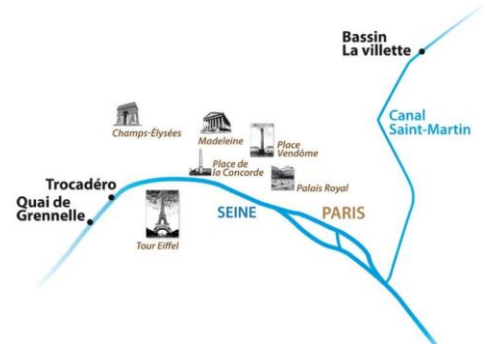 Bassin
La villette
Canal
Saint-Martin
Champs-Élysées
Madeleine
Place
Vendôme
Place de
la Concorde
Palais Royal
Trocadéro
Quai de
Grennelle
Tour Eiffel
SEINE
PARIS